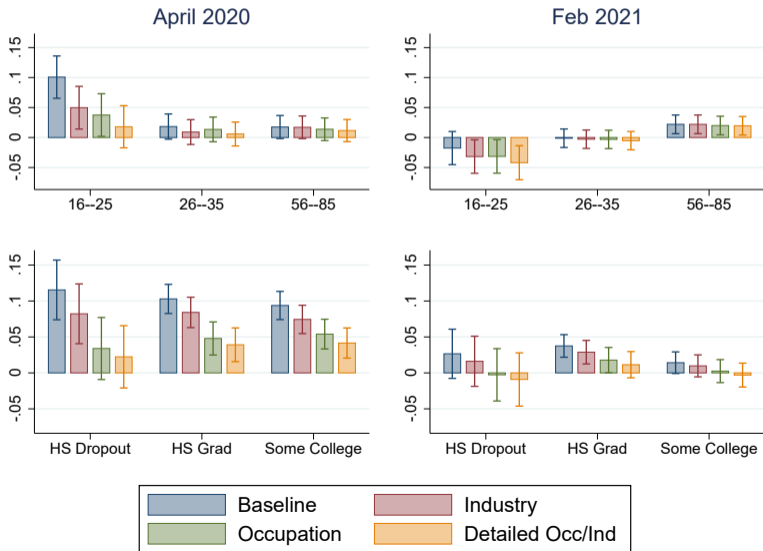 April 2020
Feb 2021
.15
.1
.05
0
-.05
16--25
26--35
56--85
.15
.1
.05
0
-.05
16--25
26--35
56--85
.15
.1
.05
0
-.05
HS Dropout
HS Grad
Some College
.15
.1
.05
0
-.05
HS Dropout
HS Grad
Some College
Baseline
Industry
Occupation
Detailed Occ/Ind